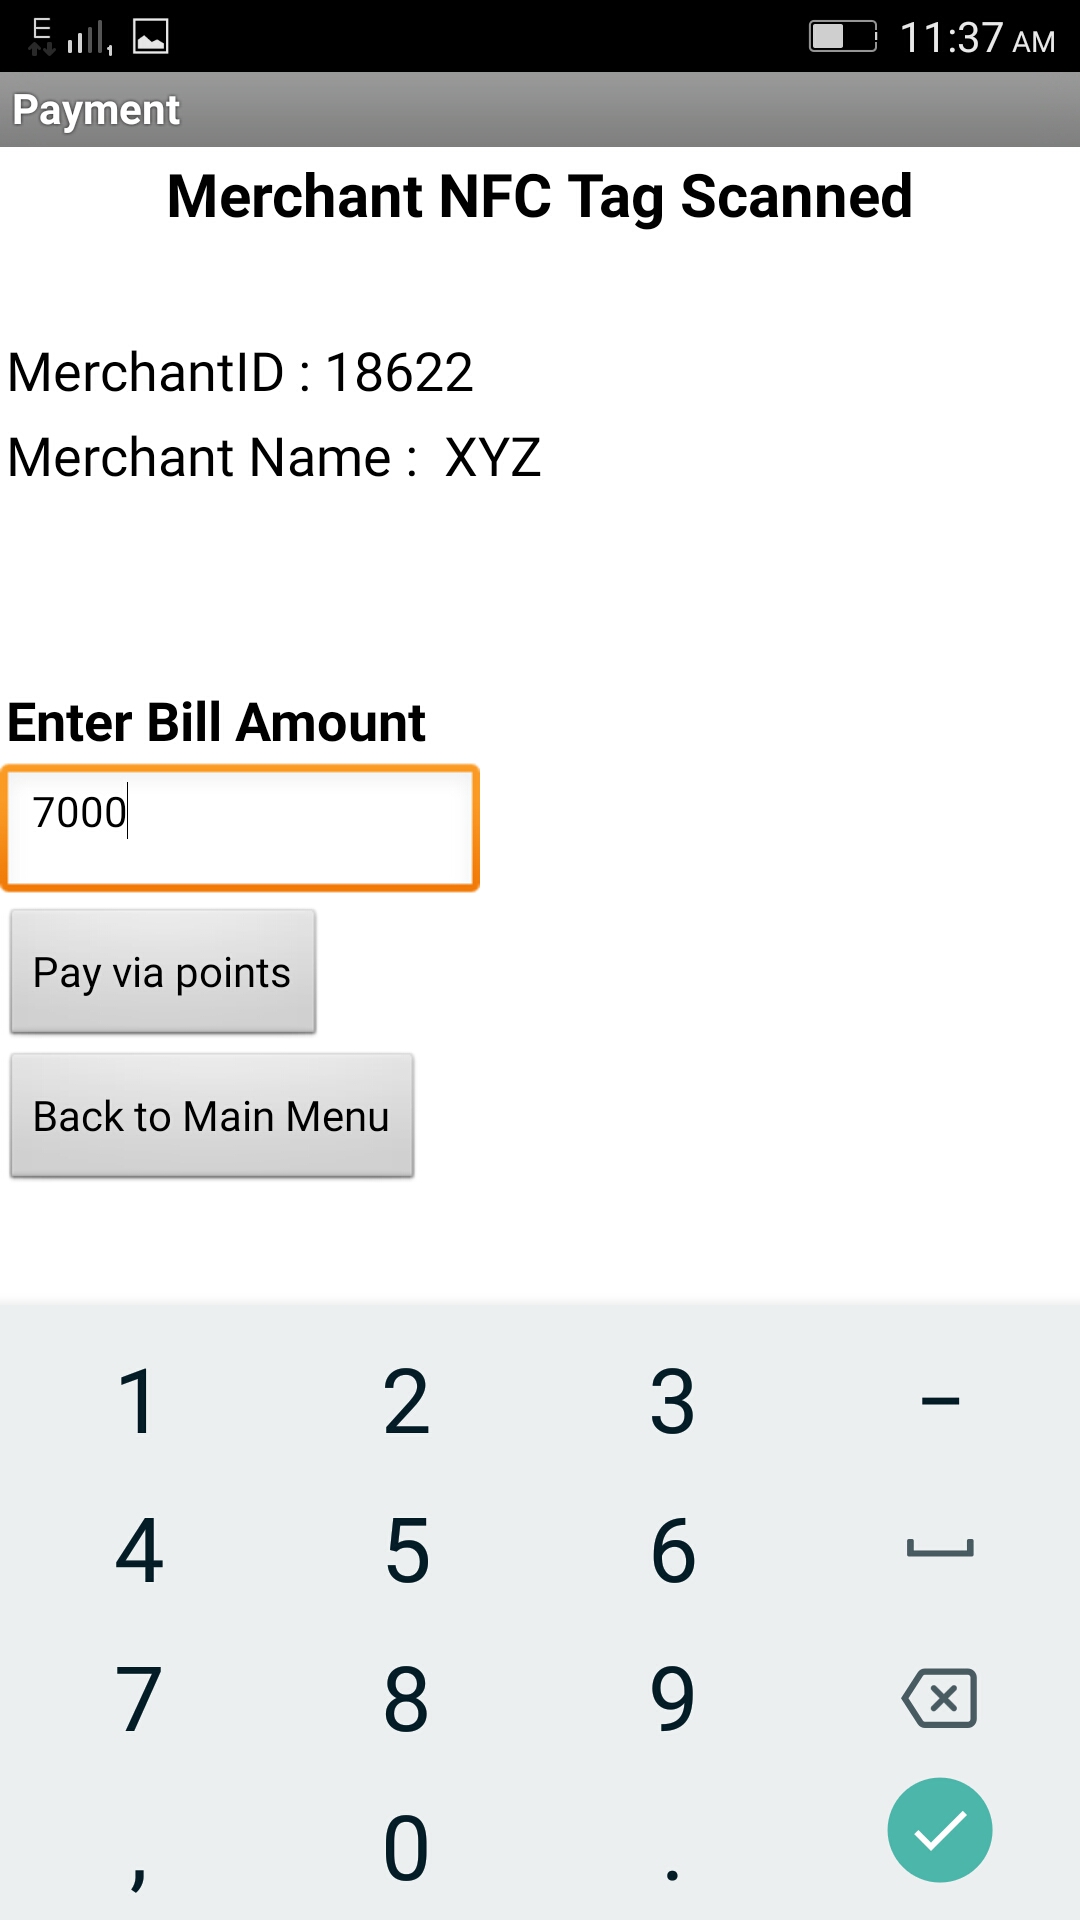 E 1 11:37 AM
Payment
Merchant NFC Tag Scanned
MerchantID : 18622
Merchant Name : XYZ
Enter Bill Amount
7000
Pay via points
Back to Main Menu
1 2 3 –
4 5 6
7 8 9
, 0 .